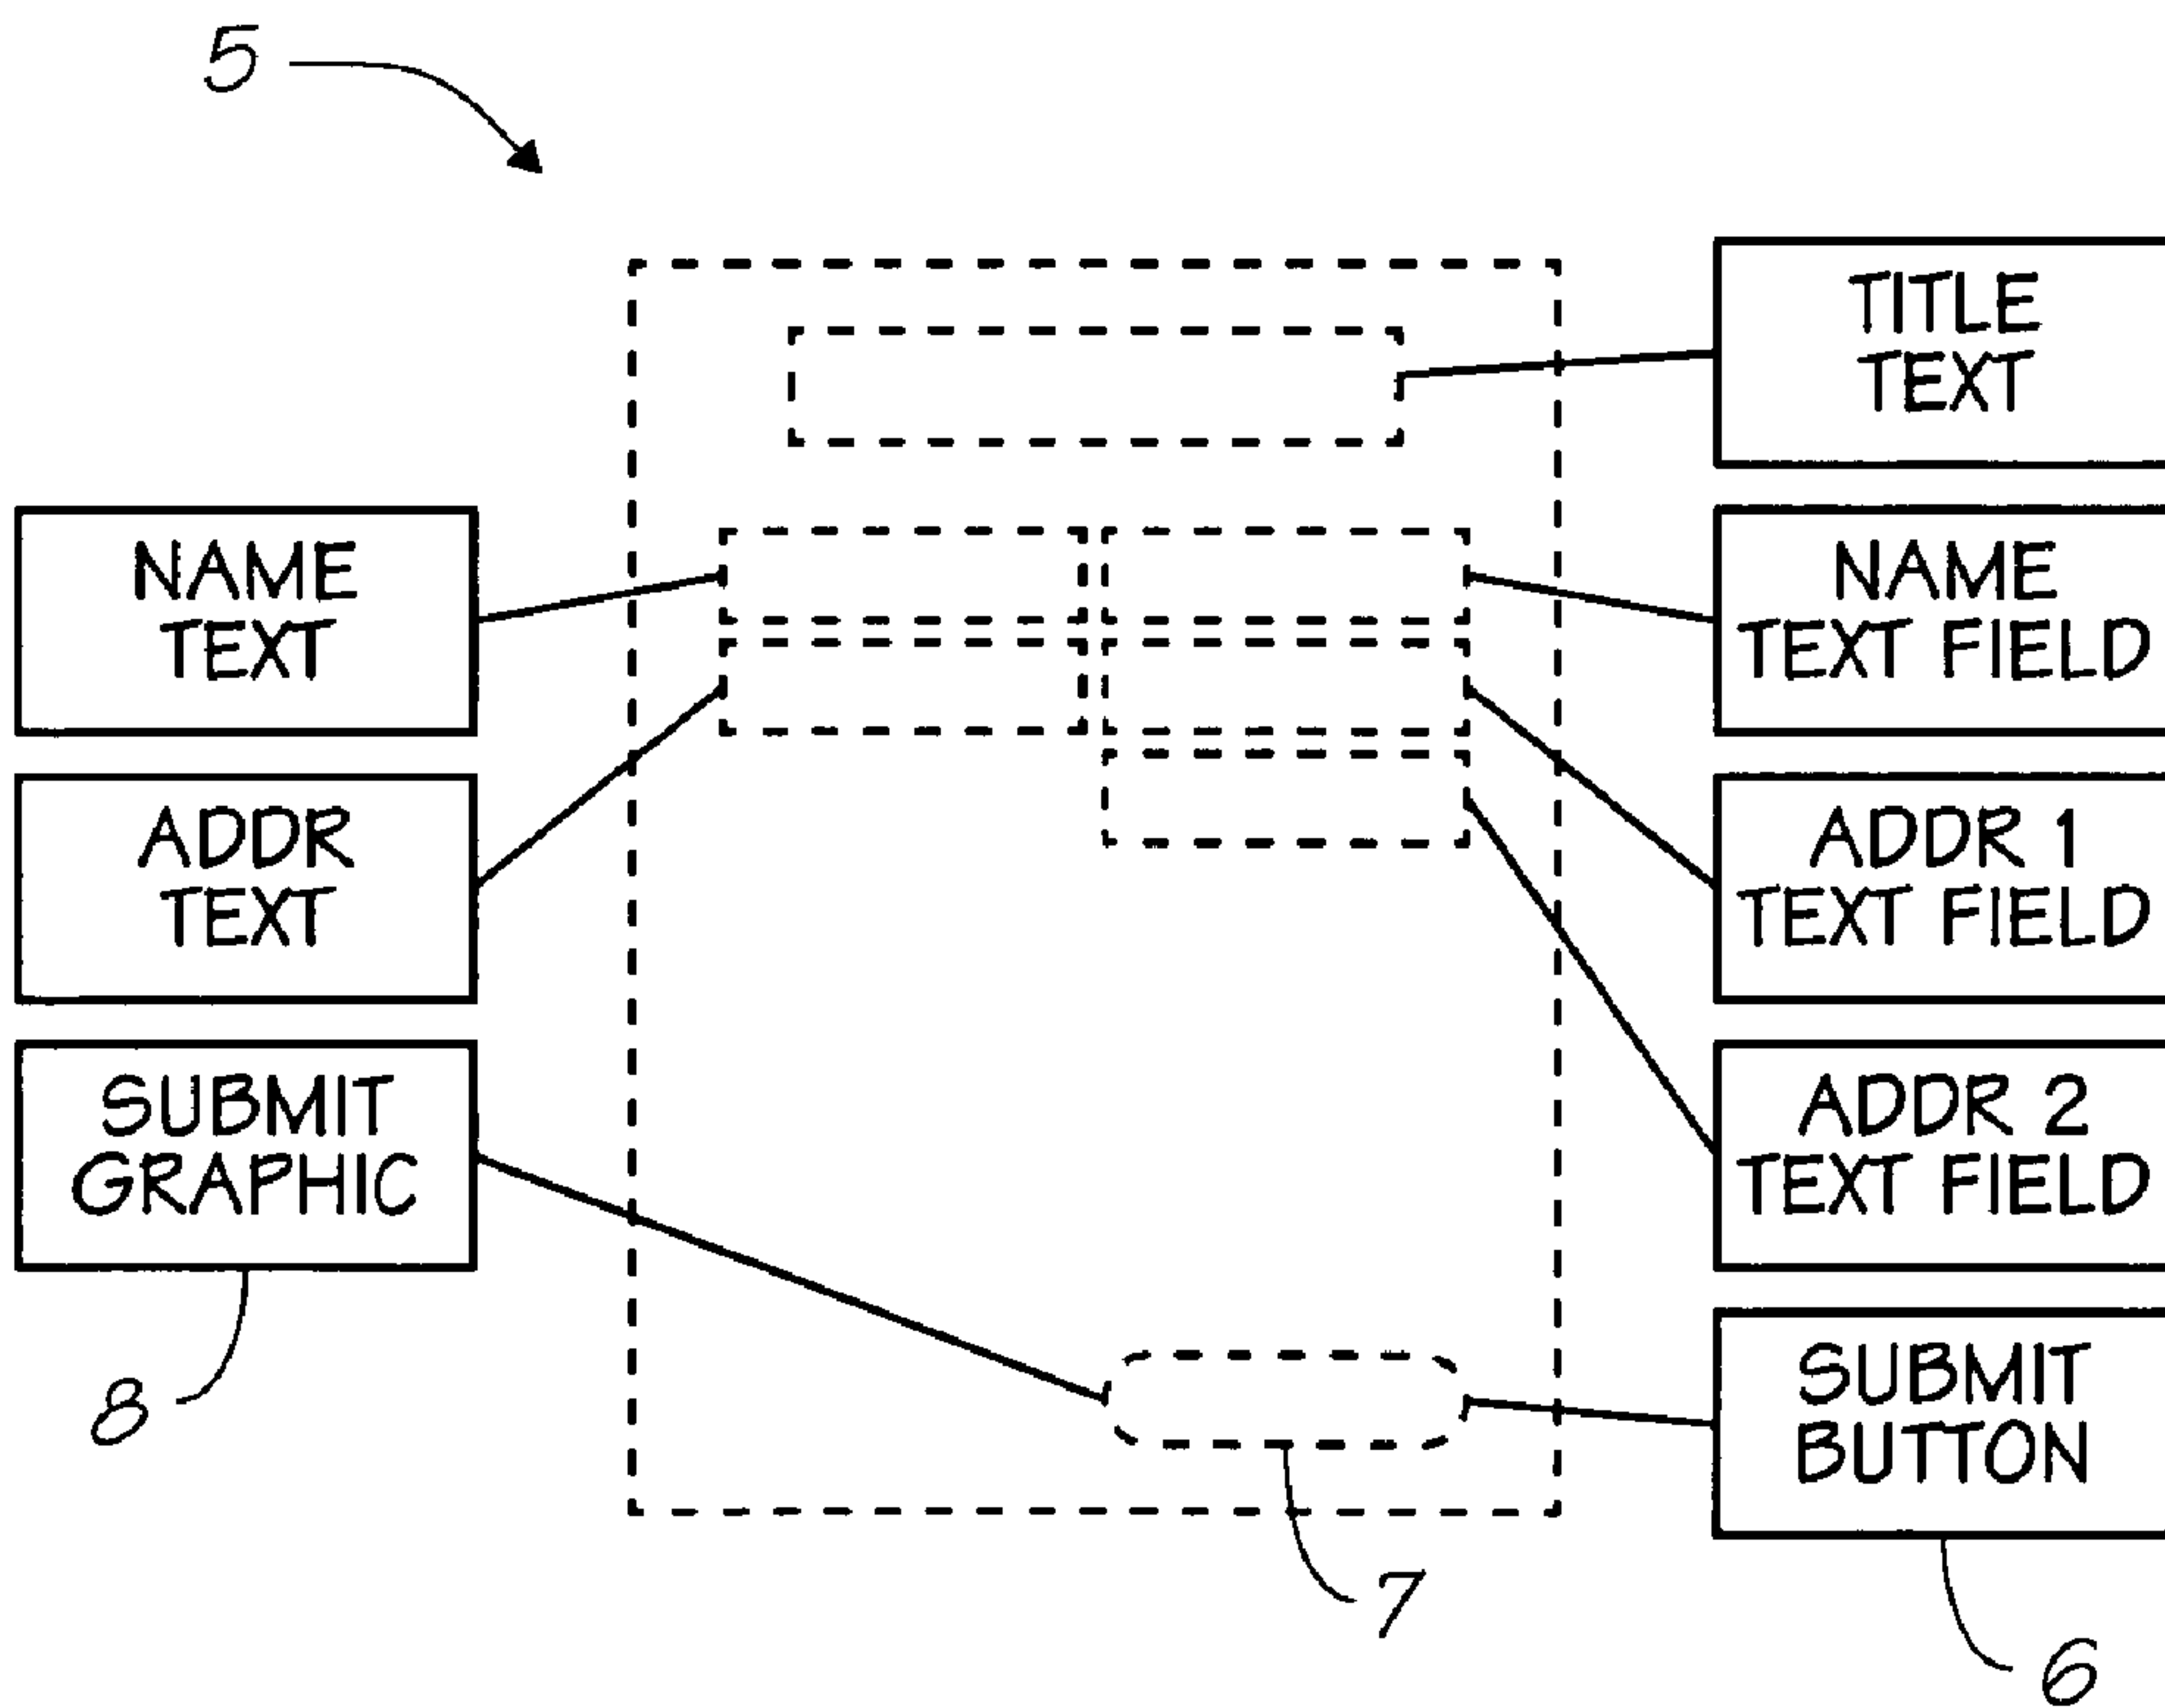 5
TITLE
TEXT
NAME
TEXT
NAME
TEXT FIELD
ADDR
TEXT
ADDR 1
TEXT FIELD
SUBMIT
GRAPHIC
ADDR 2
TEXT FIELD
SUBMIT
BUTTON
8
7
6